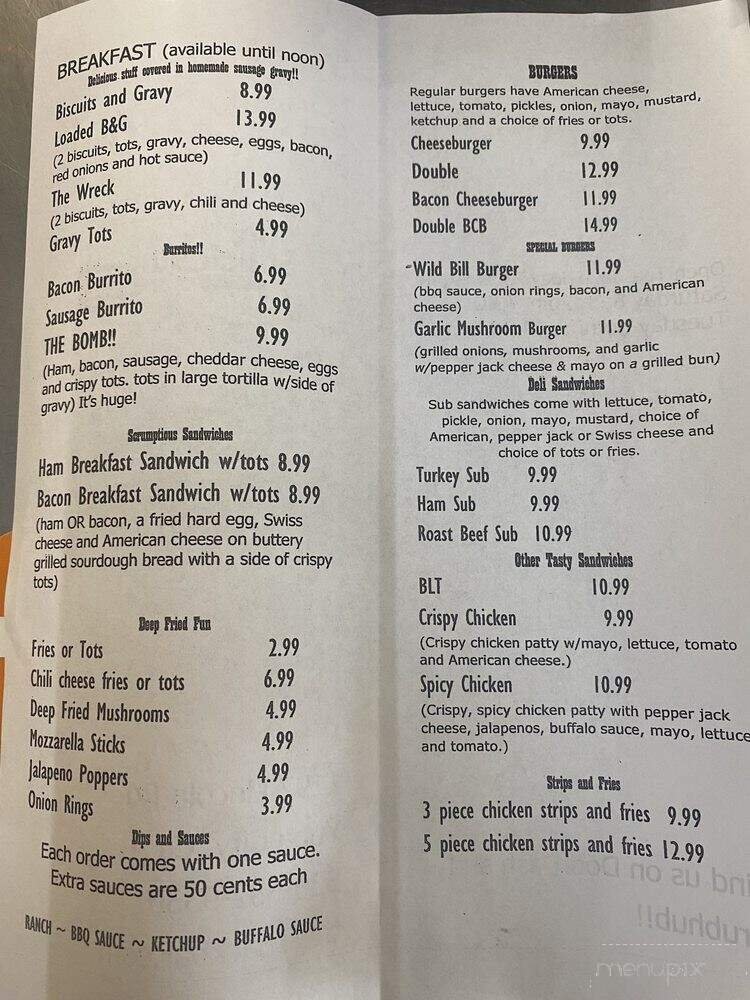 BREAKFAST (available until noon)
Delicious stuff covered in homemade sausage gravy!!
Biscuits and Gravy 8.99
Loaded B&G 13.99
(2 biscuits, tots, gravy, cheese, eggs, bacon,
red onions and hot sauce)
The Wreck 11.99
(2 biscuits, tots, gravy, chili and cheese)
Gravy Tots 4.99
Burritos!!
Bacon Burrito 6.99
Sausage Burrito 6.99
THE BOMB!! 9.99
(Ham, bacon, sausage, cheddar cheese, eggs
and crispy tots. tots in large tortilla w/side of
gravy) It's huge!
Scrumptious Sandwiches
Ham Breakfast Sandwich w/tots 8.99
Bacon Breakfast Sandwich w/tots 8.99
(ham OR bacon, a fried hard egg, Swiss
cheese and American cheese on buttery
grilled sourdough bread with a side of crispy
tots)
Deep Fried Fun
Fries or Tots 2.99
Chili cheese fries or tots 6.99
Deep Fried Mushrooms 4.99
Mozzarella Sticks 4.99
Jalapeno Poppers 4.99
Onion Rings 3.99
Dips and Sauces
Each order comes with one sauce.
Extra sauces are 50 cents each
RANCH ~ BBQ SAUCE ~ KETCHUP ~ BUFFALO SAUCE
BURGERS
Regular burgers have American cheese,
lettuce, tomato, pickles, onion, mayo, mustard,
ketchup and a choice of fries or tots.
Cheeseburger 9.99
Double 12.99
Bacon Cheeseburger 11.99
Double BCB 14.99
SPECIAL BURGERS
-Wild Bill Burger 11.99
(bbq sauce, onion rings, bacon, and American
cheese)
Garlic Mushroom Burger 11.99
(grilled onions, mushrooms, and garlic
w/pepper jack cheese & mayo on a grilled bun)
Deli Sandwiches
Sub sandwiches come with lettuce, tomato,
pickle, onion, mayo, mustard, choice of
American, pepper jack or Swiss cheese and
choice of tots or fries.
Turkey Sub 9.99
Ham Sub 9.99
Roast Beef Sub 10.99
Other Tasty Sandwiches
BLT 10.99
Crispy Chicken 9.99
(Crispy chicken patty w/mayo, lettuce, tomato
and American cheese.)
Spicy Chicken 10.99
(Crispy, spicy chicken patty with pepper jack
cheese, jalapenos, buffalo sauce, mayo, lettuce
and tomato.)
Strips and Fries
3 piece chicken strips and fries 9.99
5 piece chicken strips and fries 12.99
menupix